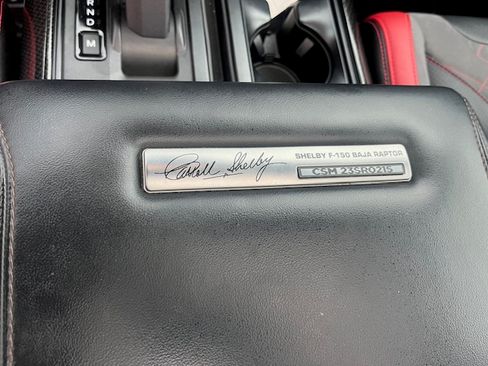 R N D
M
Carroll Shelby
SHELBY F-150 BAJA RAPTOR
CSM 23SR0215